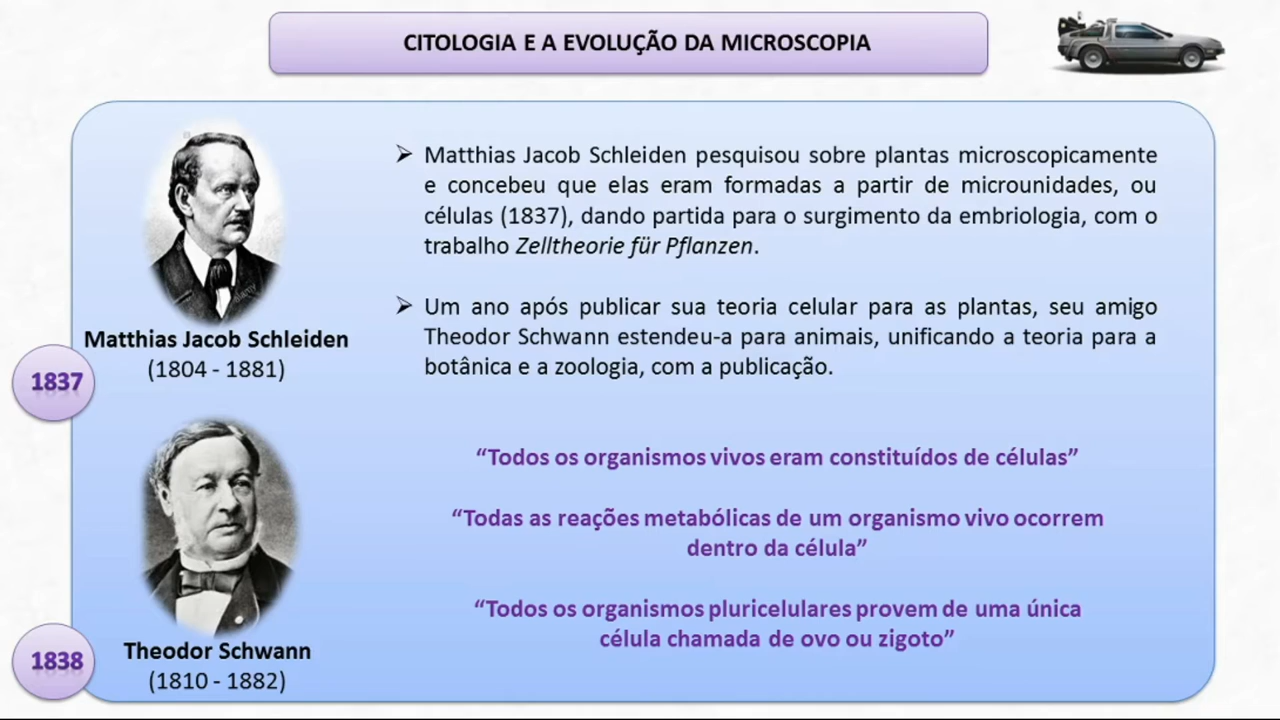 CITOLOGIA E A EVOLUÇÃO DA MICROSCOPIA
Matthias Jacob Schleiden
(1804 - 1881)
1837
Theodor Schwann
(1810 - 1882)
1838
➢ Matthias Jacob Schleiden pesquisou sobre plantas microscopicamente
e concebeu que elas eram formadas a partir de microunidades, ou
células (1837), dando partida para o surgimento da embriologia, com o
trabalho Zelltheorie für Pflanzen.
➢ Um ano após publicar sua teoria celular para as plantas, seu amigo
Theodor Schwann estendeu-a para animais, unificando a teoria para a
botânica e a zoologia, com a publicação.
“Todos os organismos vivos eram constituídos de células”
“Todas as reações metabólicas de um organismo vivo ocorrem
dentro da célula”
“Todos os organismos pluricelulares provem de uma única
célula chamada de ovo ou zigoto”